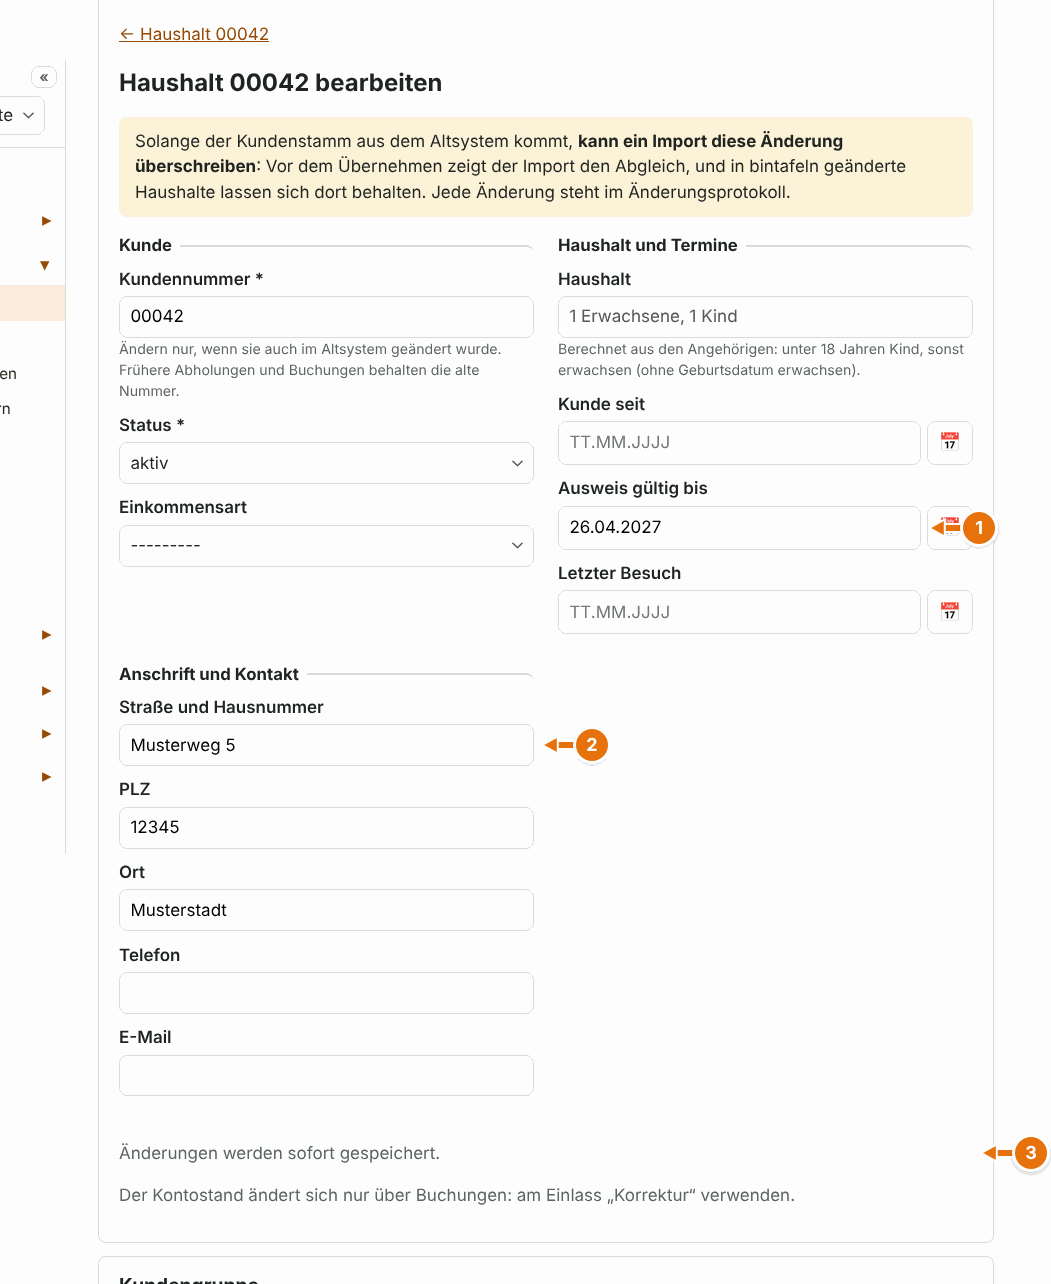 ← Haushalt 00042
«
Haushalt 00042 bearbeiten
te
Solange der Kundenstamm aus dem Altsystem kommt, kann ein Import diese Änderung
überschreiben: Vor dem Übernehmen zeigt der Import den Abgleich, und in bintafeln geänderte
Haushalte lassen sich dort behalten. Jede Änderung steht im Änderungsprotokoll.
Kunde
Kundennummer *
00042
Ändern nur, wenn sie auch im Altsystem geändert wurde.
Frühere Abholungen und Buchungen behalten die alte
Nummer.
en
rn
Status *
aktiv
Einkommensart
---------
Haushalt und Termine
Haushalt
1 Erwachsene, 1 Kind
Berechnet aus den Angehörigen: unter 18 Jahren Kind, sonst
erwachsen (ohne Geburtsdatum erwachsen).
Kunde seit
TT.MM.JJJJ
17
Ausweis gültig bis
26.04.2027
1
Letzter Besuch
TT.MM.JJJJ
17
Anschrift und Kontakt
Straße und Hausnummer
Musterweg 5
2
PLZ
12345
Ort
Musterstadt
Telefon
E-Mail
Änderungen werden sofort gespeichert.
3
Der Kontostand ändert sich nur über Buchungen: am Einlass „Korrektur“ verwenden.
Kundengruppe